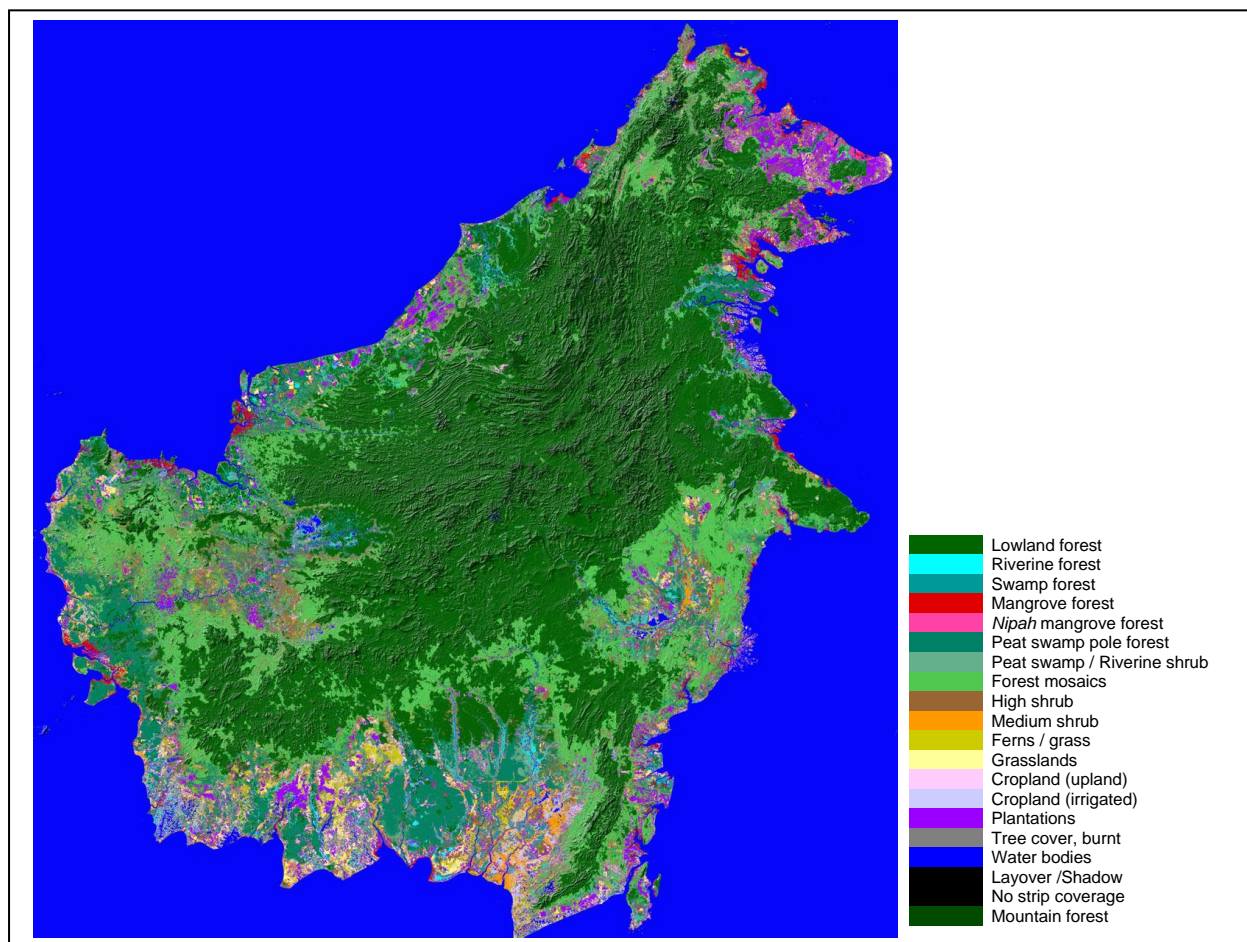 Lowland forest
Riverine forest
Swamp forest
Mangrove forest
Nipah mangrove forest
Peat swamp pole forest
Peat swamp / Riverine shrub
Forest mosaics
High shrub
Medium shrub
Ferns / grass
Grasslands
Cropland (upland)
Cropland (irrigated)
Plantations
Tree cover, burnt
Water bodies
Layover /Shadow
No strip coverage
Mountain forest